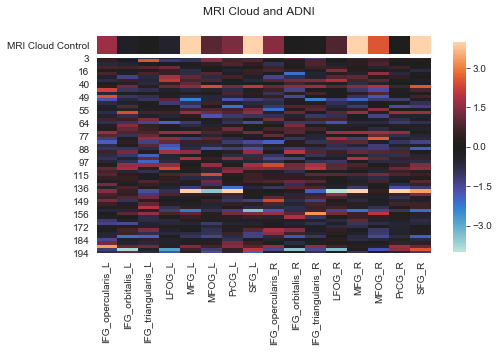 MRI Cloud and ADNI
MRI Cloud Control
3
16
40
49
55
64
77
88
97
115
136
149
156
172
184
194
3.0
1.5
0.0
−1.5
−3.0
IFG_opercularis_L
IFG_orbitalis_L
IFG_triangularis_L
LFOG_L
MFG_L
MFOG_L
PrCG_L
SFG_L
IFG_opercularis_R
IFG_orbitalis_R
IFG_triangularis_R
LFOG_R
MFG_R
MFOG_R
PrCG_R
SFG_R